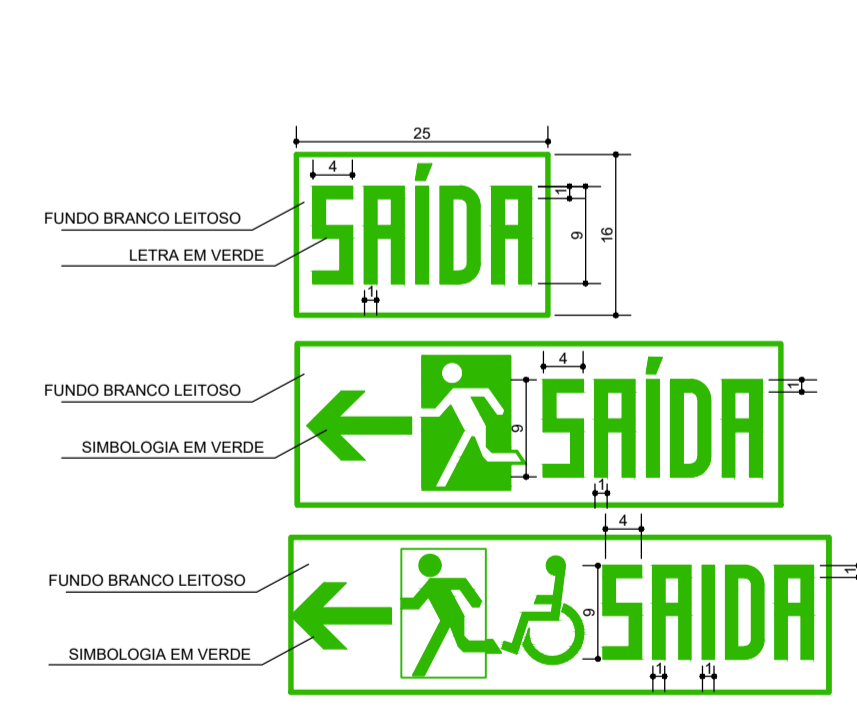 25
4
SAÍDA
FUNDO BRANCO LEITOSO
LETRA EM VERDE
1
9
16
1
4
SAÍDA
FUNDO BRANCO LEITOSO
SIMBOLOGIA EM VERDE
9
1
1
4
SAIDA
FUNDO BRANCO LEITOSO
SIMBOLOGIA EM VERDE
9
1
1
1